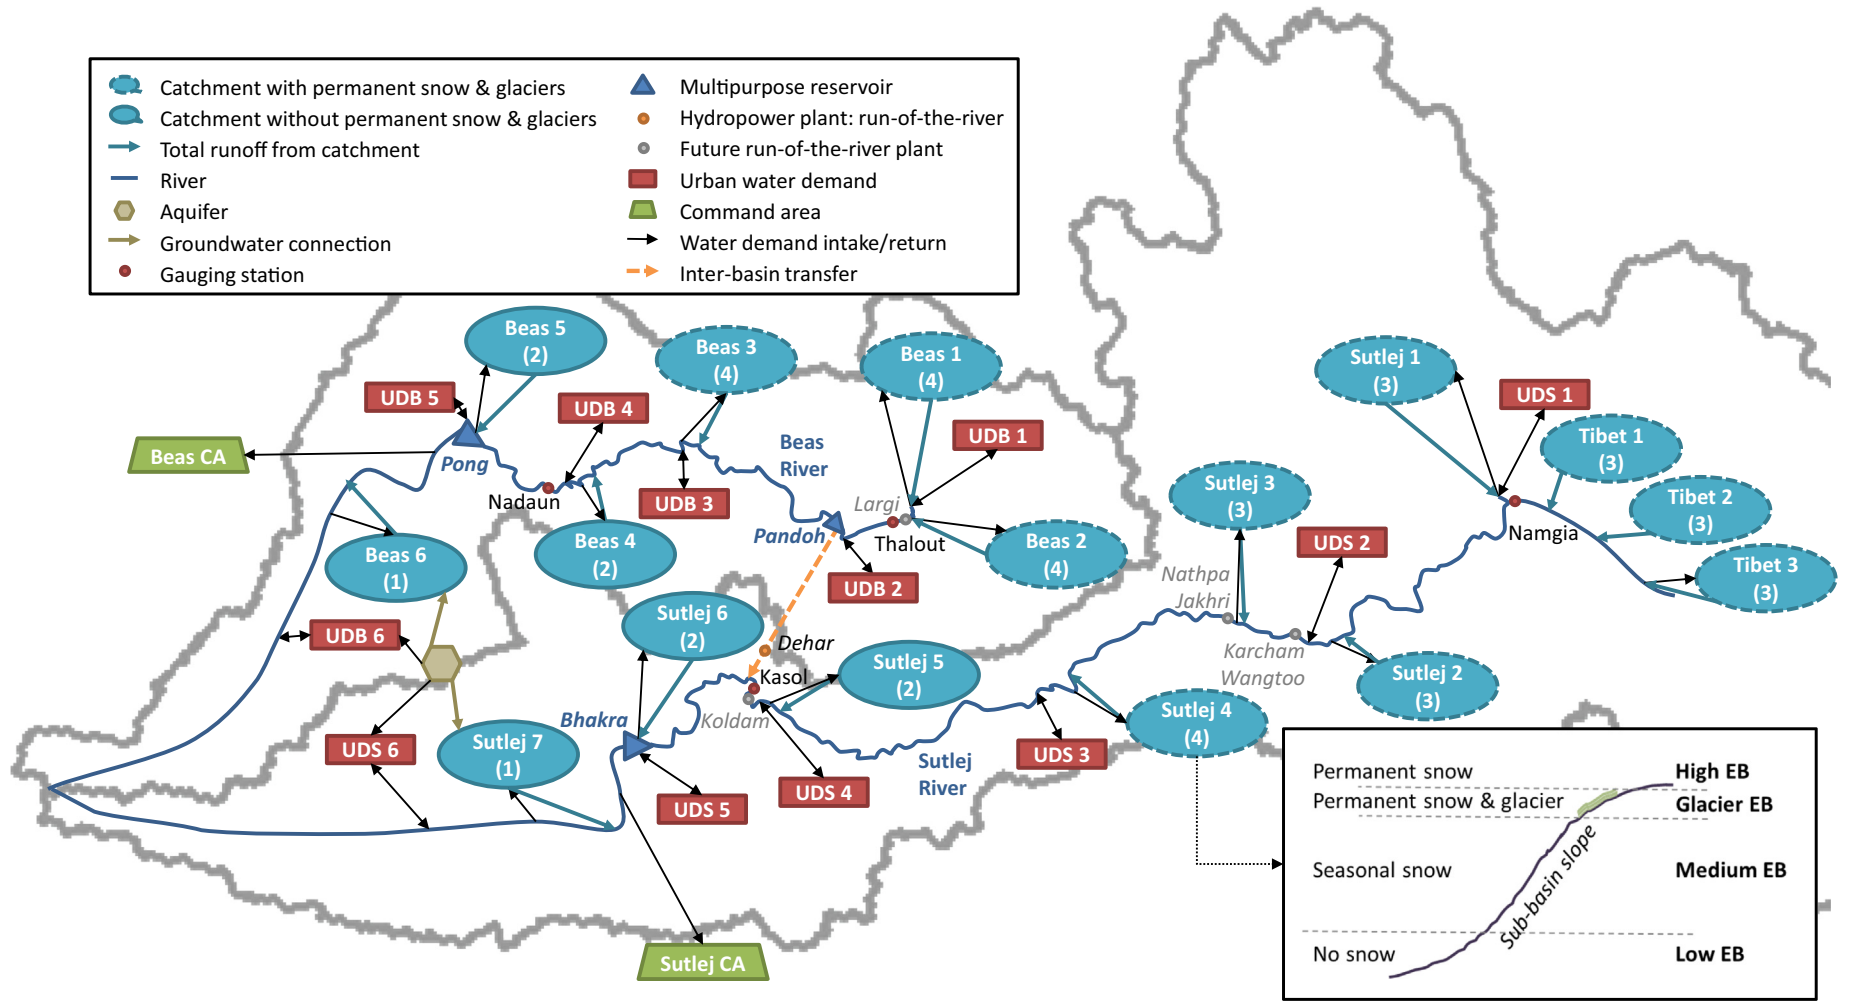 Catchment with permanent snow & glaciers
Catchment without permanent snow & glaciers
Total runoff from catchment
River
Aquifer
Groundwater connection
Gauging station
Multipurpose reservoir
Hydropower plant: run-of-the-river
Future run-of-the-river plant
Urban water demand
Command area
Water demand intake/return
Inter-basin transfer
Beas 5
(2)
Beas 3
(4)
Beas 1
(4)
Sutlej 1
(3)
UDB 5
UDB 4
UDS 1
Beas CA
Pong
Beas
River
UDB 1
Tibet 1
(3)
Nadaun
UDB 3
Largi
Sutlej 3
(3)
Tibet 2
(3)
Pandoh
Thalout
Namgia
Beas 6
(1)
Beas 4
(2)
UDB 2
Beas 2
(4)
UDS 2
Tibet 3
(3)
Nathpa
Jakhri
UDB 6
Sutlej 6
(2)
Dehar
Karcham
Wangtoo
Kasol
Sutlej 5
(2)
Sutlej 2
(3)
Bhakra
Koldam
Sutlej 4
(4)
UDS 6
Sutlej 7
(1)
UDS 3
Sutlej
River
UDS 5
UDS 4
Sutlej CA
Permanent snow
High EB
Permanent snow & glacier
Glacier EB
Seasonal snow
Medium EB
Sub-basin slope
No snow
Low EB